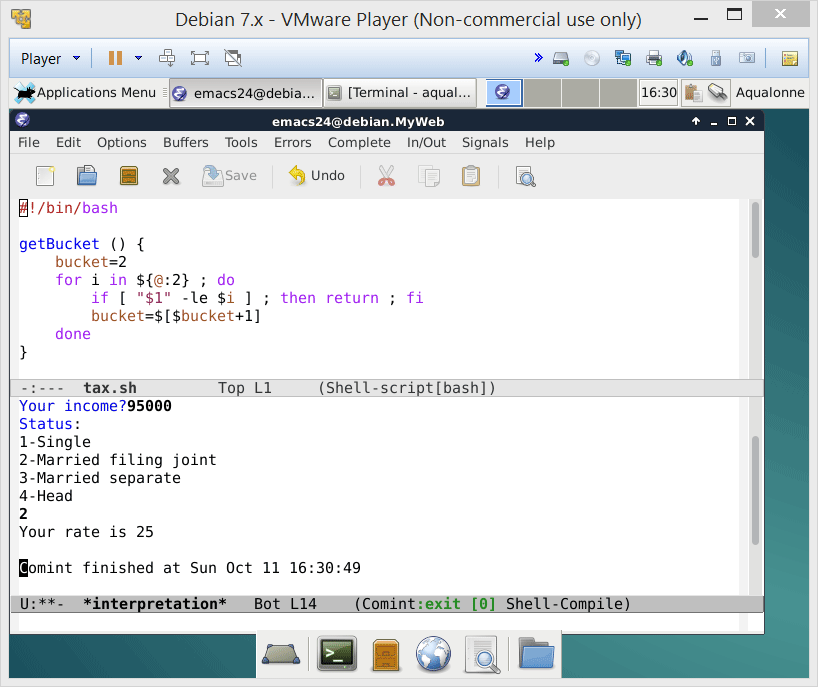 Debian 7.x - VMware Player (Non-commercial use only)
Player
Applications Menu emacs24@debia... [Terminal - aqual... 16:30 Aqualonne
emacs24@debian.MyWeb
File Edit Options Buffers Tools Errors Complete In/Out Signals Help
Save Undo
#!/bin/bash
getBucket () {
    bucket=2
    for i in ${@:2} ; do
        if [ "$1" -le $i ] ; then return ; fi
        bucket=$[$bucket+1]
    done
}
-:--- tax.sh Top L1 (Shell-script[bash])
Your income?95000
Status:
1-Single
2-Married filing joint
3-Married separate
4-Head
2
Your rate is 25
Comint finished at Sun Oct 11 16:30:49
U:**- *interpretation* Bot L14 (Comint:exit [0] Shell-Compile)